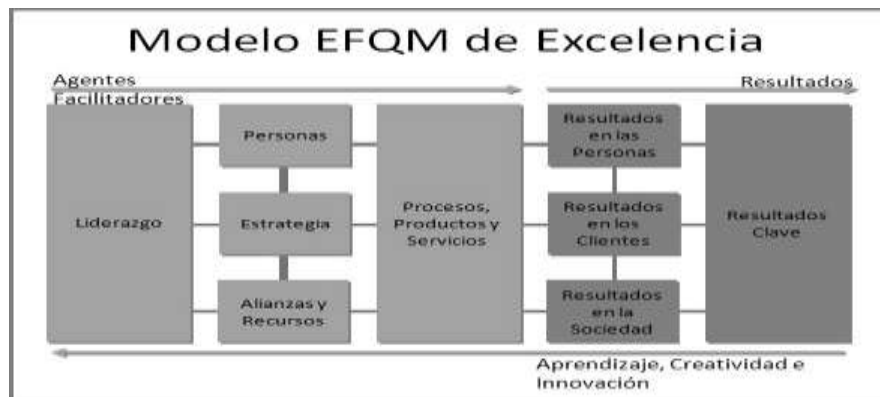 Modelo EFQM de Excelencia
Agentes
Facilitadores
Resultados
Liderazgo
Personas
Estrategia
Alianzas y
Recursos
Procesos,
Productos y
Servicios
Resultados
en las
Personas
Resultados
en los
Clientes
Resultados
en la
Sociedad
Resultados
Clave
Aprendizaje, Creatividad e
Innovación